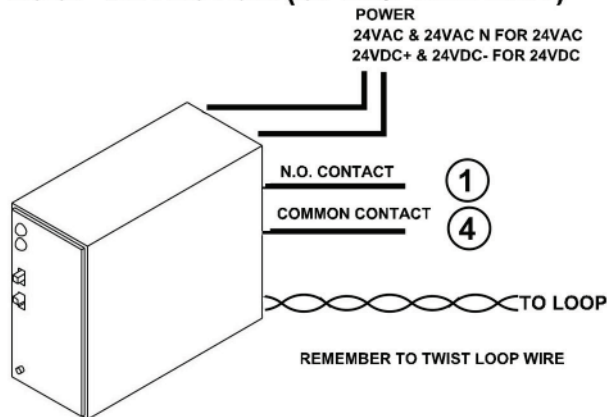 POWER
24VAC & 24VAC N FOR 24VAC
24VDC+ & 24VDC- FOR 24VDC
N.O. CONTACT
1
COMMON CONTACT
4
TO LOOP
REMEMBER TO TWIST LOOP WIRE